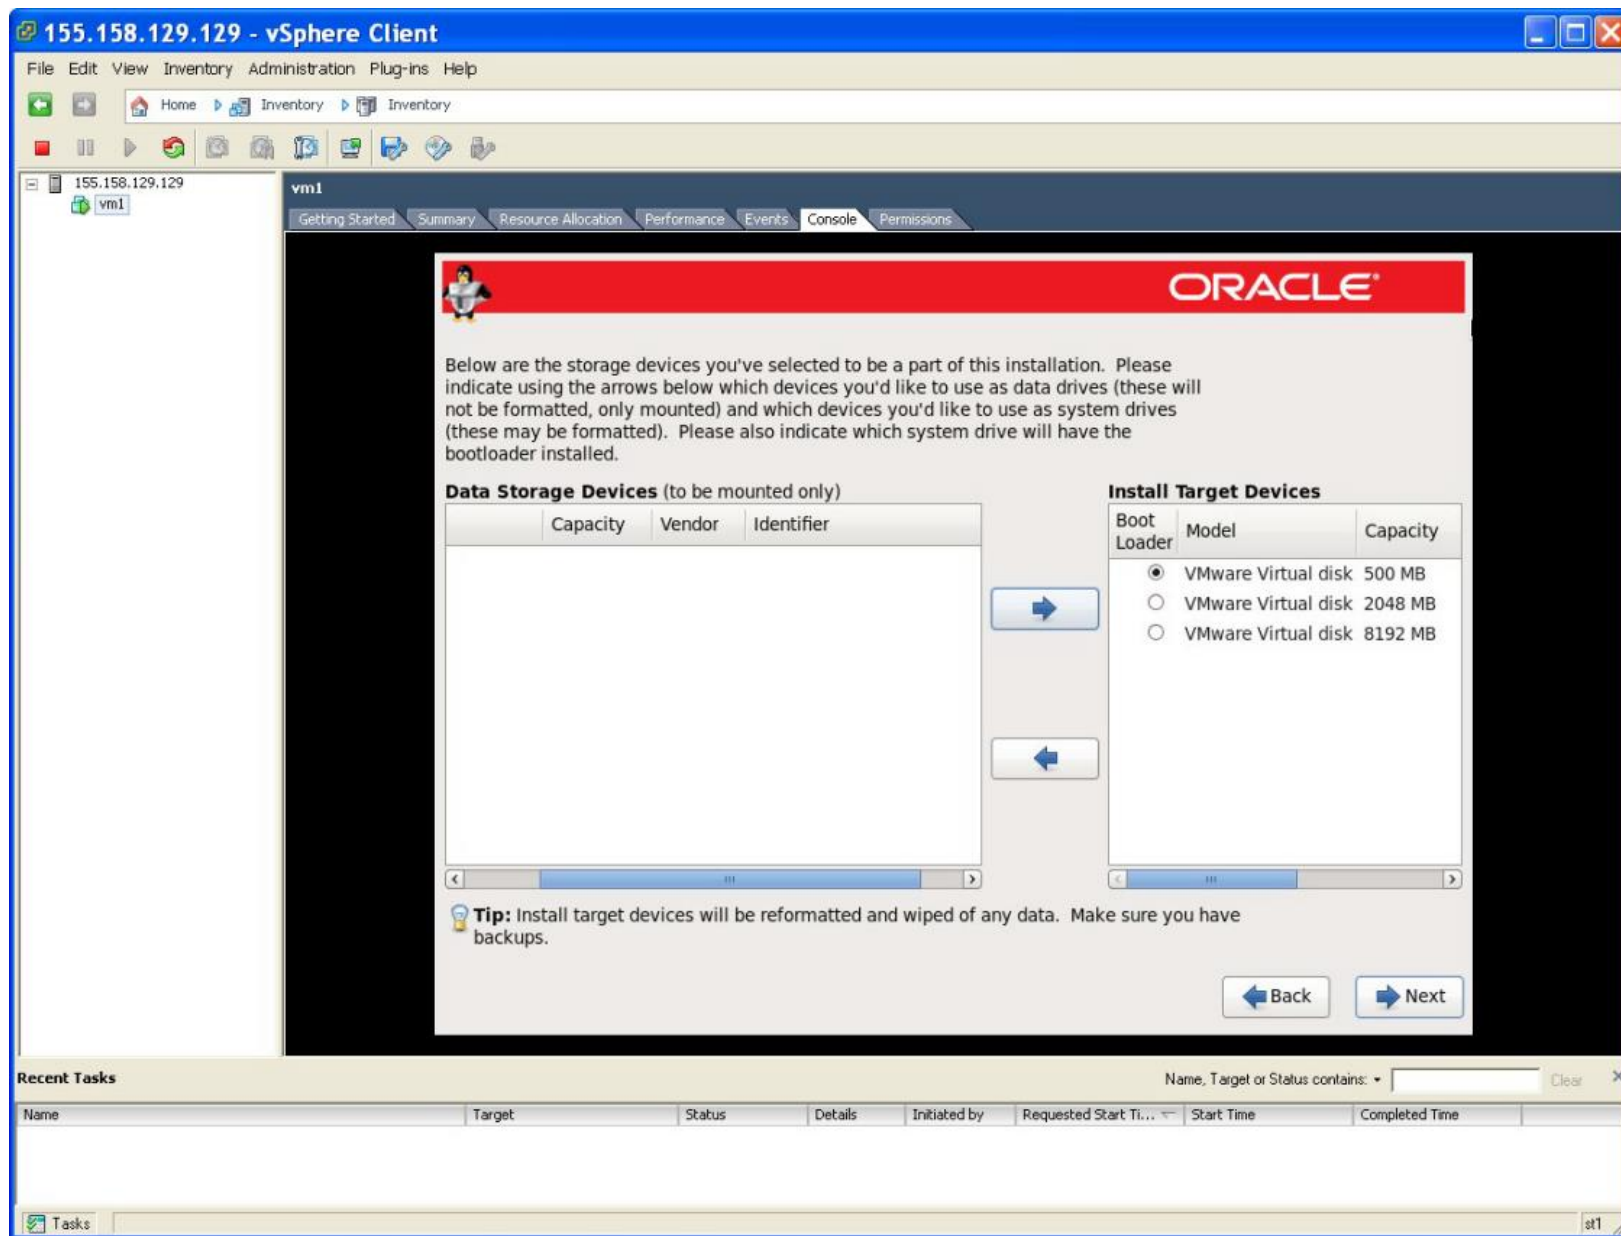 155.158.129.129 - vSphere Client
File Edit View Inventory Administration Plug-ins Help
Home Inventory Inventory
155.158.129.129
vm1
vm1
Getting Started Summary Resource Allocation Performance Events Console Permissions
ORACLE
Below are the storage devices you've selected to be a part of this installation. Please
indicate using the arrows below which devices you'd like to use as data drives (these will
not be formatted, only mounted) and which devices you'd like to use as system drives
(these may be formatted). Please also indicate which system drive will have the
bootloader installed.
Data Storage Devices (to be mounted only)
Capacity Vendor Identifier
Install Target Devices
Boot
Loader Model Capacity
VMware Virtual disk 500 MB
VMware Virtual disk 2048 MB
VMware Virtual disk 8192 MB
Tip: Install target devices will be reformatted and wiped of any data. Make sure you have
backups.
Back Next
Recent Tasks Name, Target or Status contains: Clear
Name Target Status Details Initiated by Requested Start Ti... Start Time Completed Time
Tasks st1